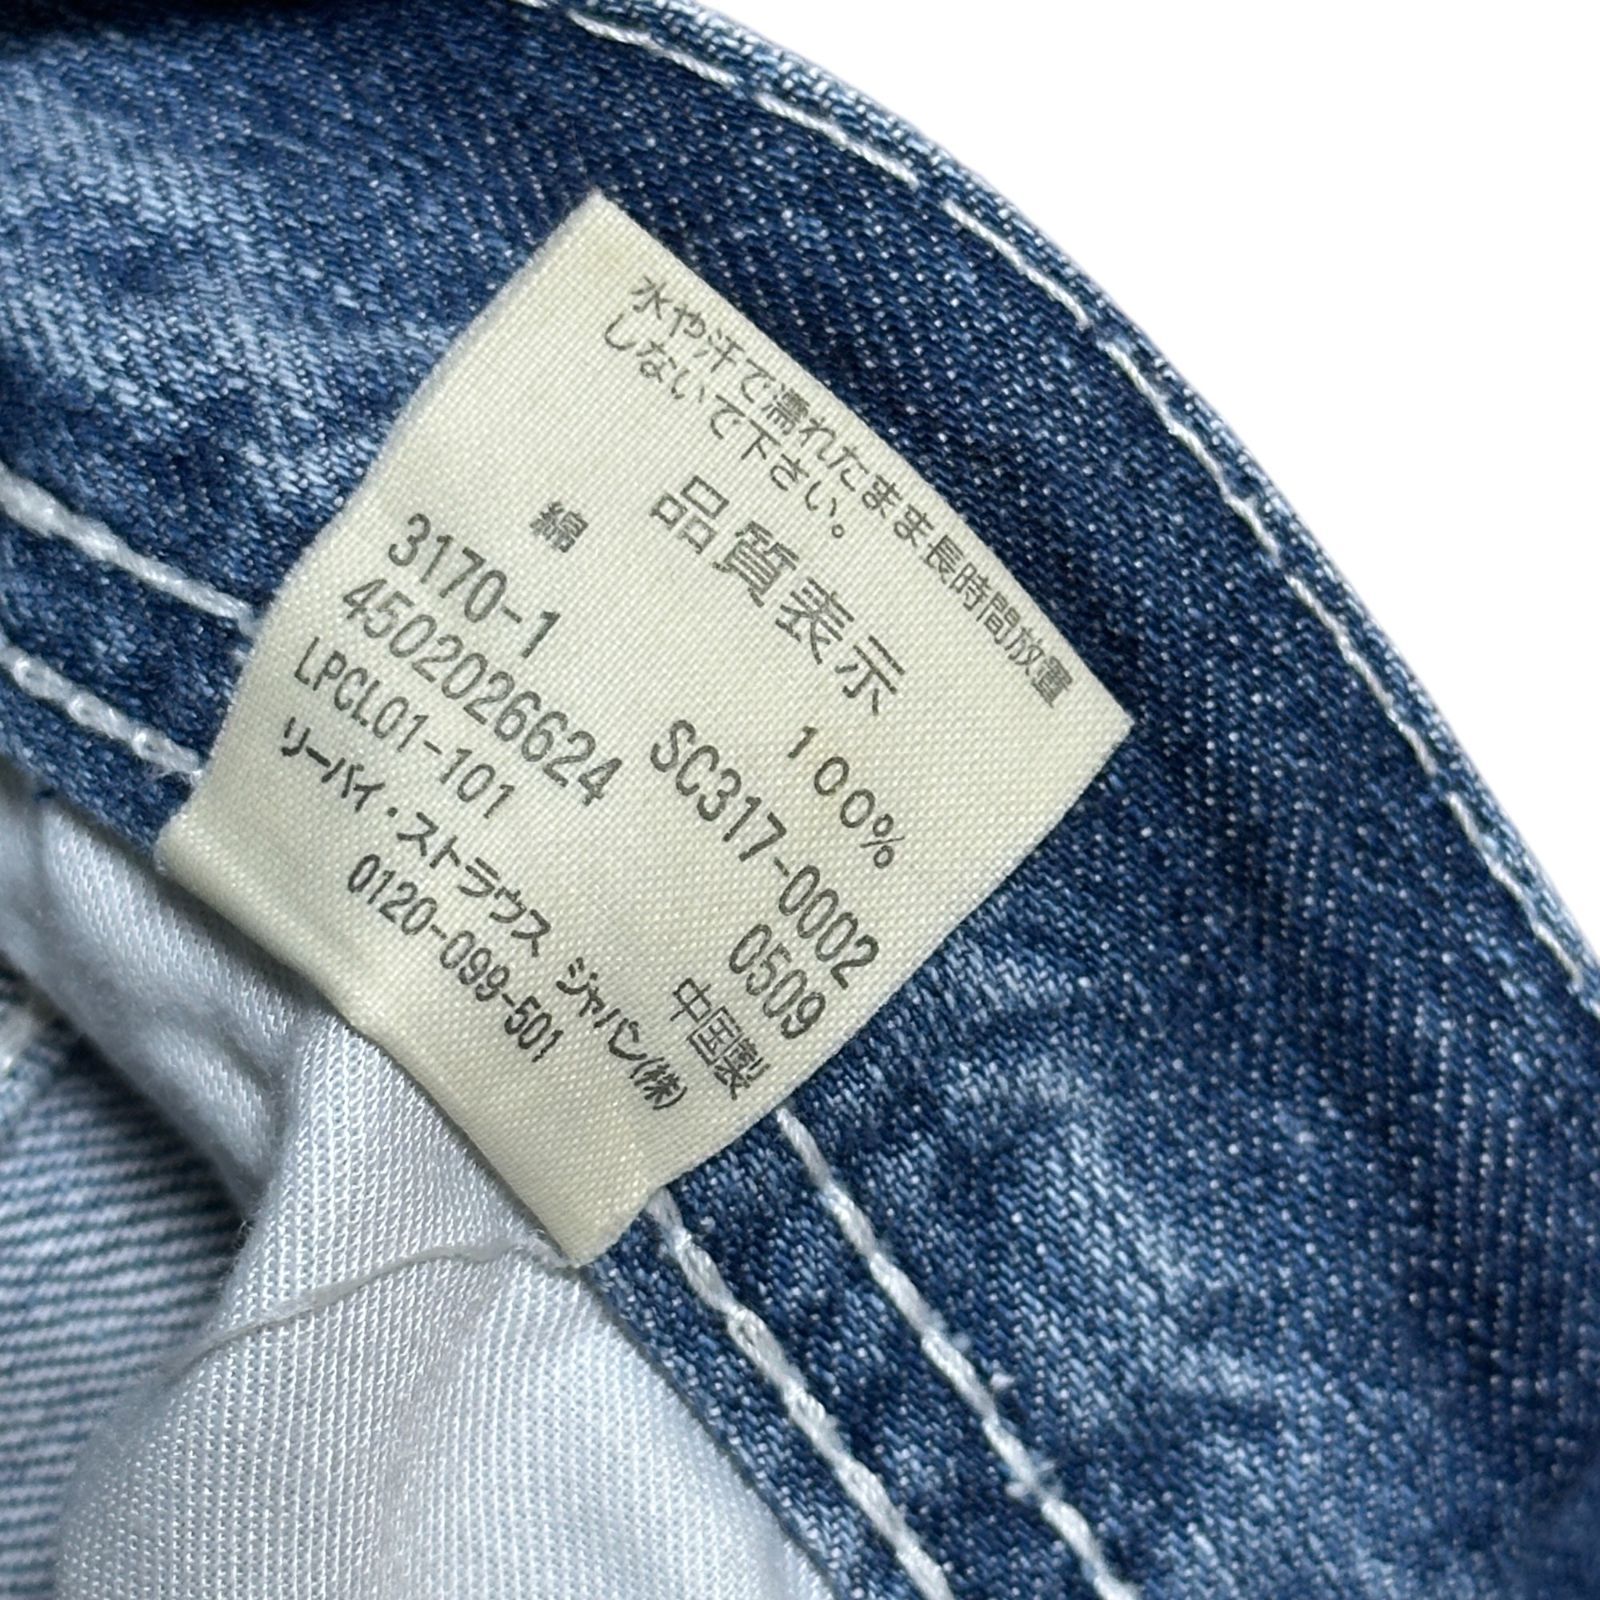 水や汗で濡れたまま長時間放置
しないで下さい。
品質表示
綿 100%
3170-1 SC317-0002
4502026624 0509
LPCL01-101 中国製
リーバイ・ストラウス ジャパン(株)
0120-099-501